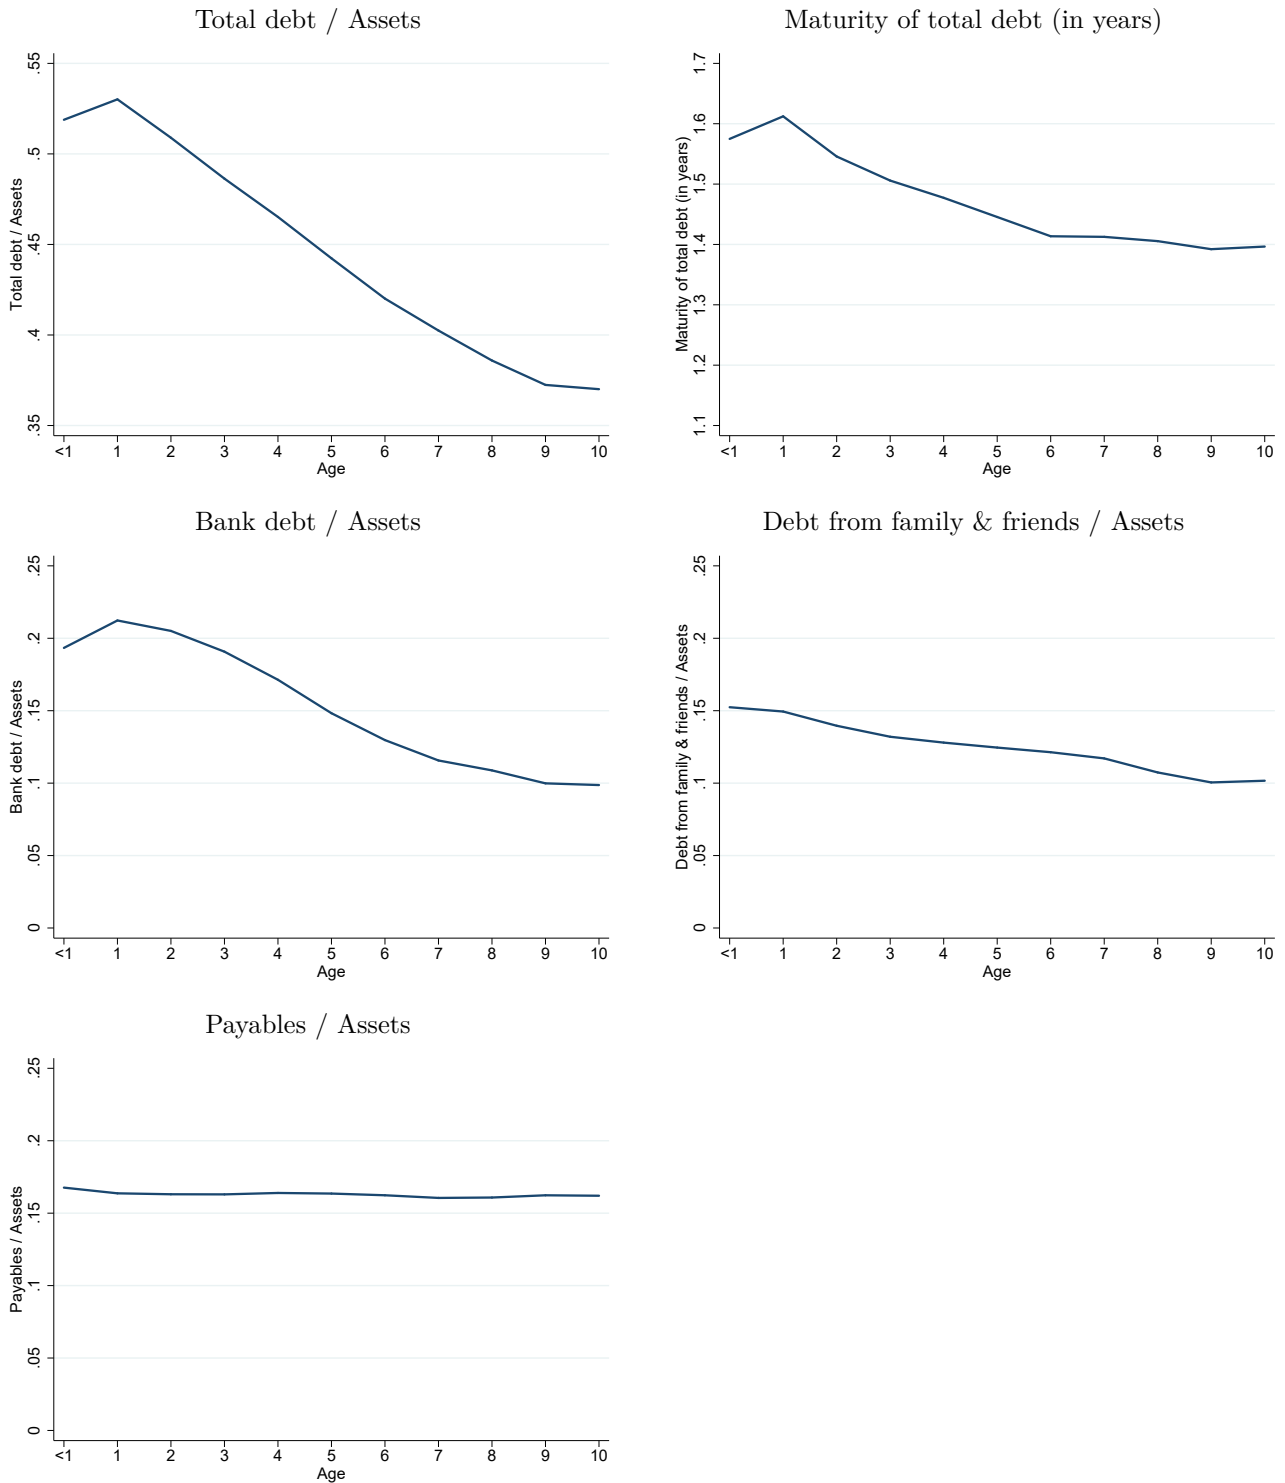 Total debt / Assets
Total debt / Assets
.55
.5
.45
.4
.35
<1 1 2 3 4 5 6 7 8 9 10
Age
Maturity of total debt (in years)
Maturity of total debt (in years)
1.7
1.6
1.5
1.4
1.3
1.2
1.1
<1 1 2 3 4 5 6 7 8 9 10
Age
Bank debt / Assets
Bank debt / Assets
.25
.2
.15
.1
.05
0
<1 1 2 3 4 5 6 7 8 9 10
Age
Debt from family & friends / Assets
Debt from family & friends / Assets
.25
.2
.15
.1
.05
0
<1 1 2 3 4 5 6 7 8 9 10
Age
Payables / Assets
Payables / Assets
.25
.2
.15
.1
.05
0
<1 1 2 3 4 5 6 7 8 9 10
Age